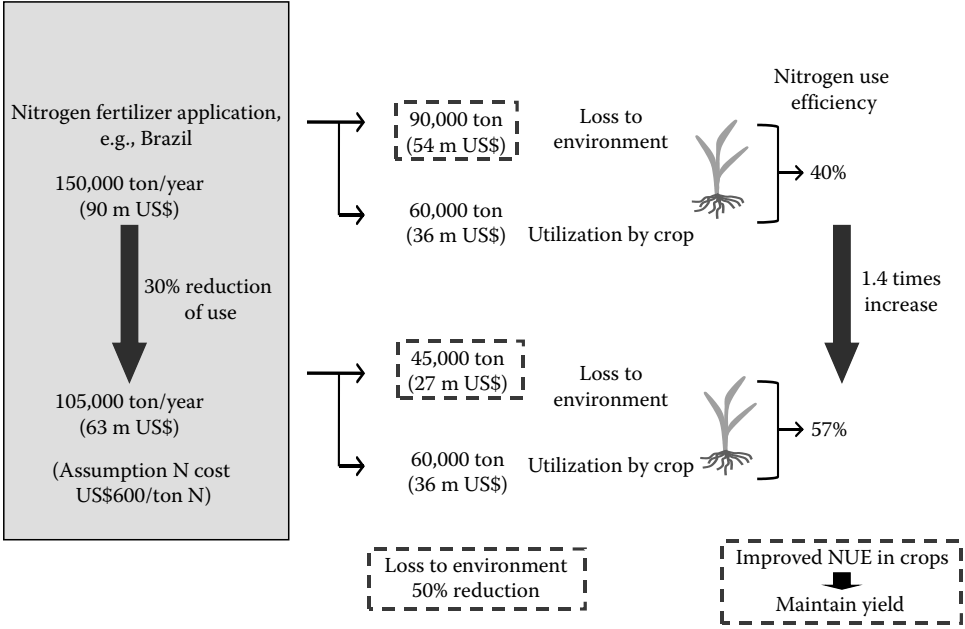 Nitrogen fertilizer application,
e.g., Brazil
150,000 ton/year
(90 m US$)
30% reduction
of use
105,000 ton/year
(63 m US$)
(Assumption N cost
US$600/ton N)
90,000 ton
(54 m US$)
Loss to
environment
60,000 ton
(36 m US$)
Utilization by crop
Nitrogen use
efficiency
40%
1.4 times
increase
45,000 ton
(27 m US$)
Loss to
environment
60,000 ton
(36 m US$)
Utilization by crop
57%
Loss to environment
50% reduction
Improved NUE in crops
Maintain yield